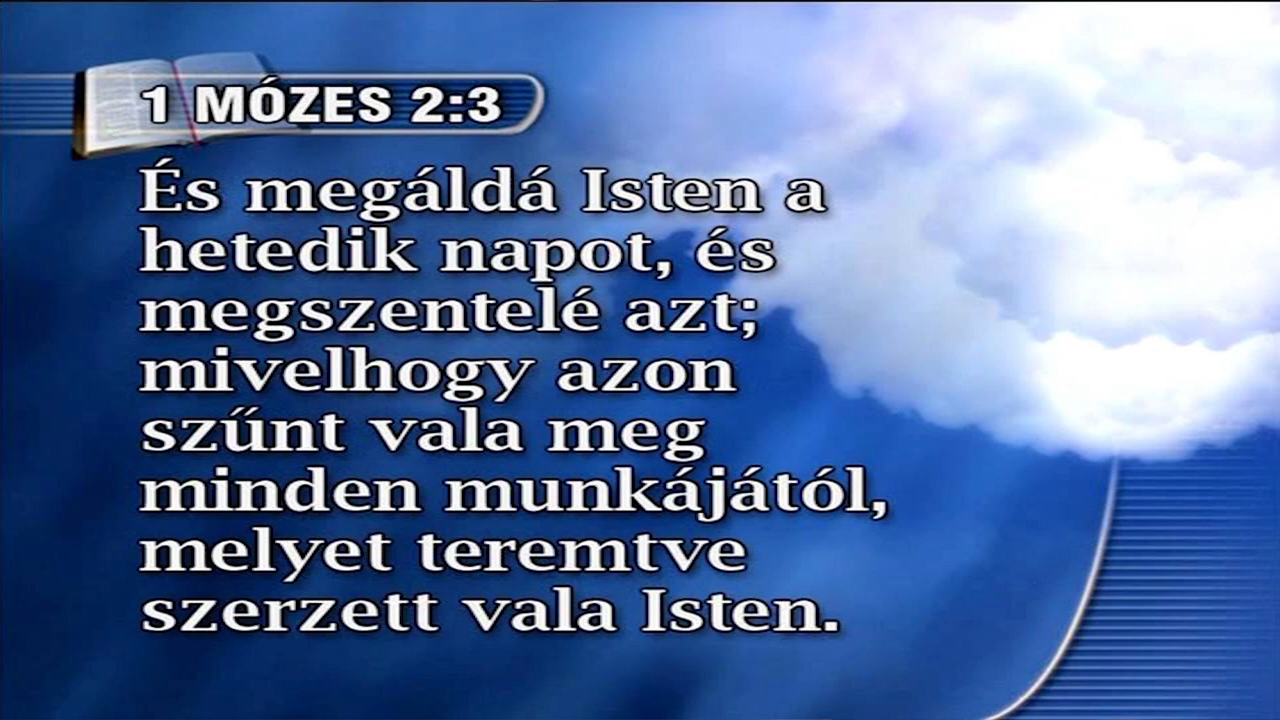 1 MÓZES 2:3
És megáldá Isten a
hetedik napot, és
megszentelé azt;
mivelhogy azon
szűnt vala meg
minden munkájától,
melyet teremtve
szerzett vala Isten.